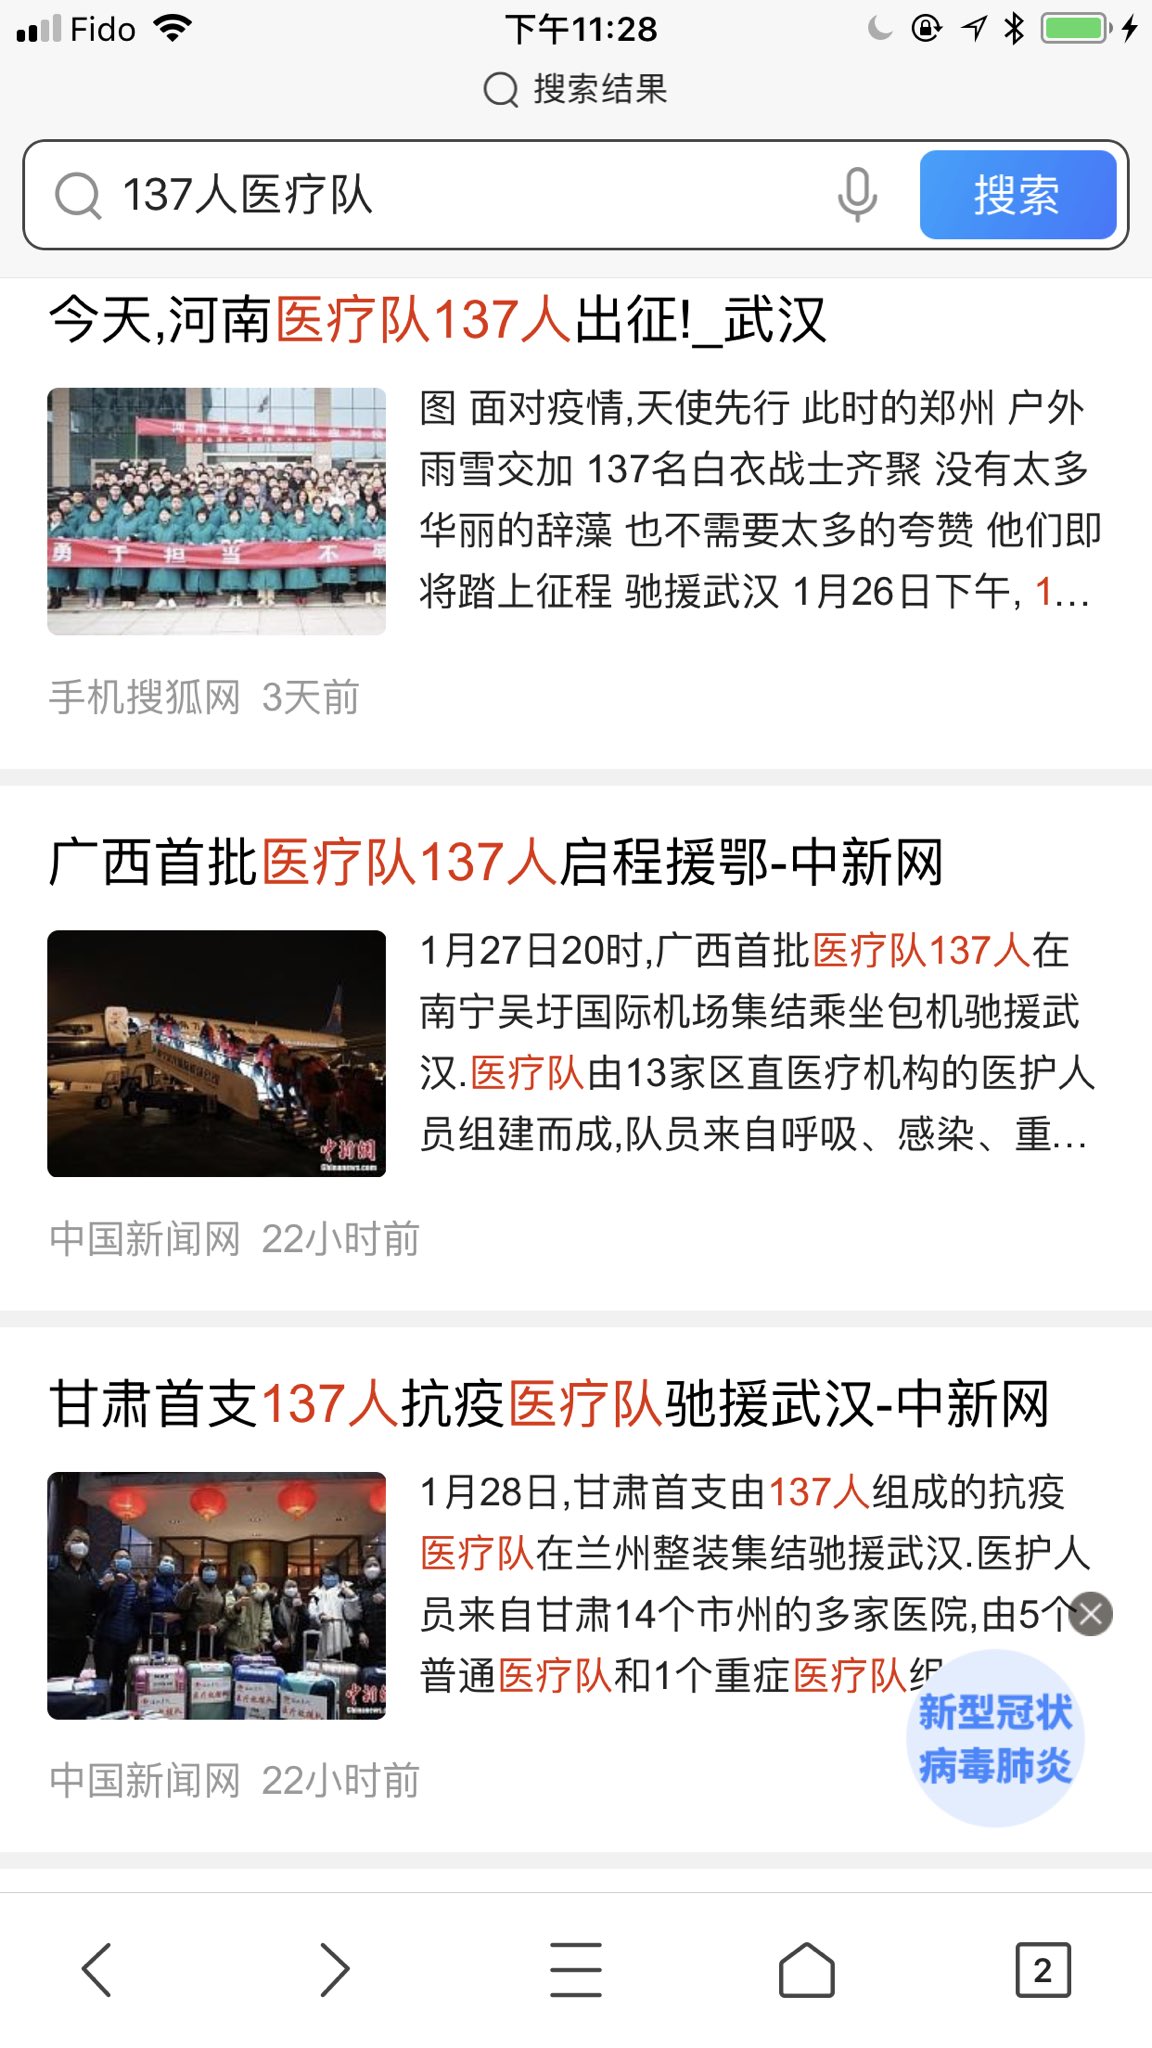 Fido
下午11:28
搜索结果
137人医疗队
搜索
今天,河南医疗队137人出征!_武汉
勇于担当 不
图 面对疫情,天使先行 此时的郑州 户外
雨雪交加 137名白衣战士齐聚 没有太多
华丽的辞藻 也不需要太多的夸赞 他们即
将踏上征程 驰援武汉 1月26日下午, 1...
手机搜狐网 3天前
广西首批医疗队137人启程援鄂-中新网
1月27日20时,广西首批医疗队137人在
南宁吴圩国际机场集结乘坐包机驰援武
汉.医疗队由13家区直医疗机构的医护人
员组建而成,队员来自呼吸、感染、重...
中新网
Chinanews.com
中国新闻网 22小时前
甘肃首支137人抗疫医疗队驰援武汉-中新网
1月28日,甘肃首支由137人组成的抗疫
医疗队在兰州整装集结驰援武汉.医护人
员来自甘肃14个市州的多家医院,由5个
普通医疗队和1个重症医疗队组
新型冠状
病毒肺炎
中国新闻网 22小时前
2